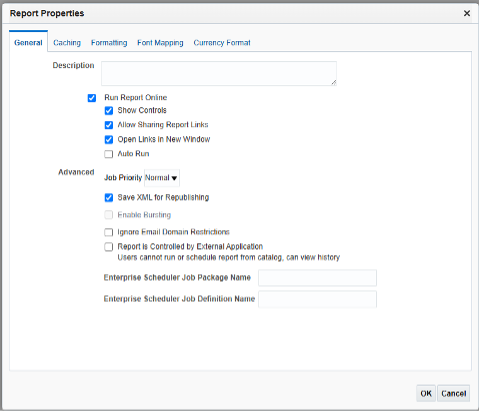 Report Properties
General Caching Formatting Font Mapping Currency Format
Description
Run Report Online
Show Controls
Allow Sharing Report Links
Open Links in New Window
Auto Run
Advanced
Job Priority Normal
Save XML for Republishing
Enable Bursting
Ignore Email Domain Restrictions
Report is Controlled by External Application
Users cannot run or schedule report from catalog, can view history
Enterprise Scheduler Job Package Name
Enterprise Scheduler Job Definition Name
OK Cancel